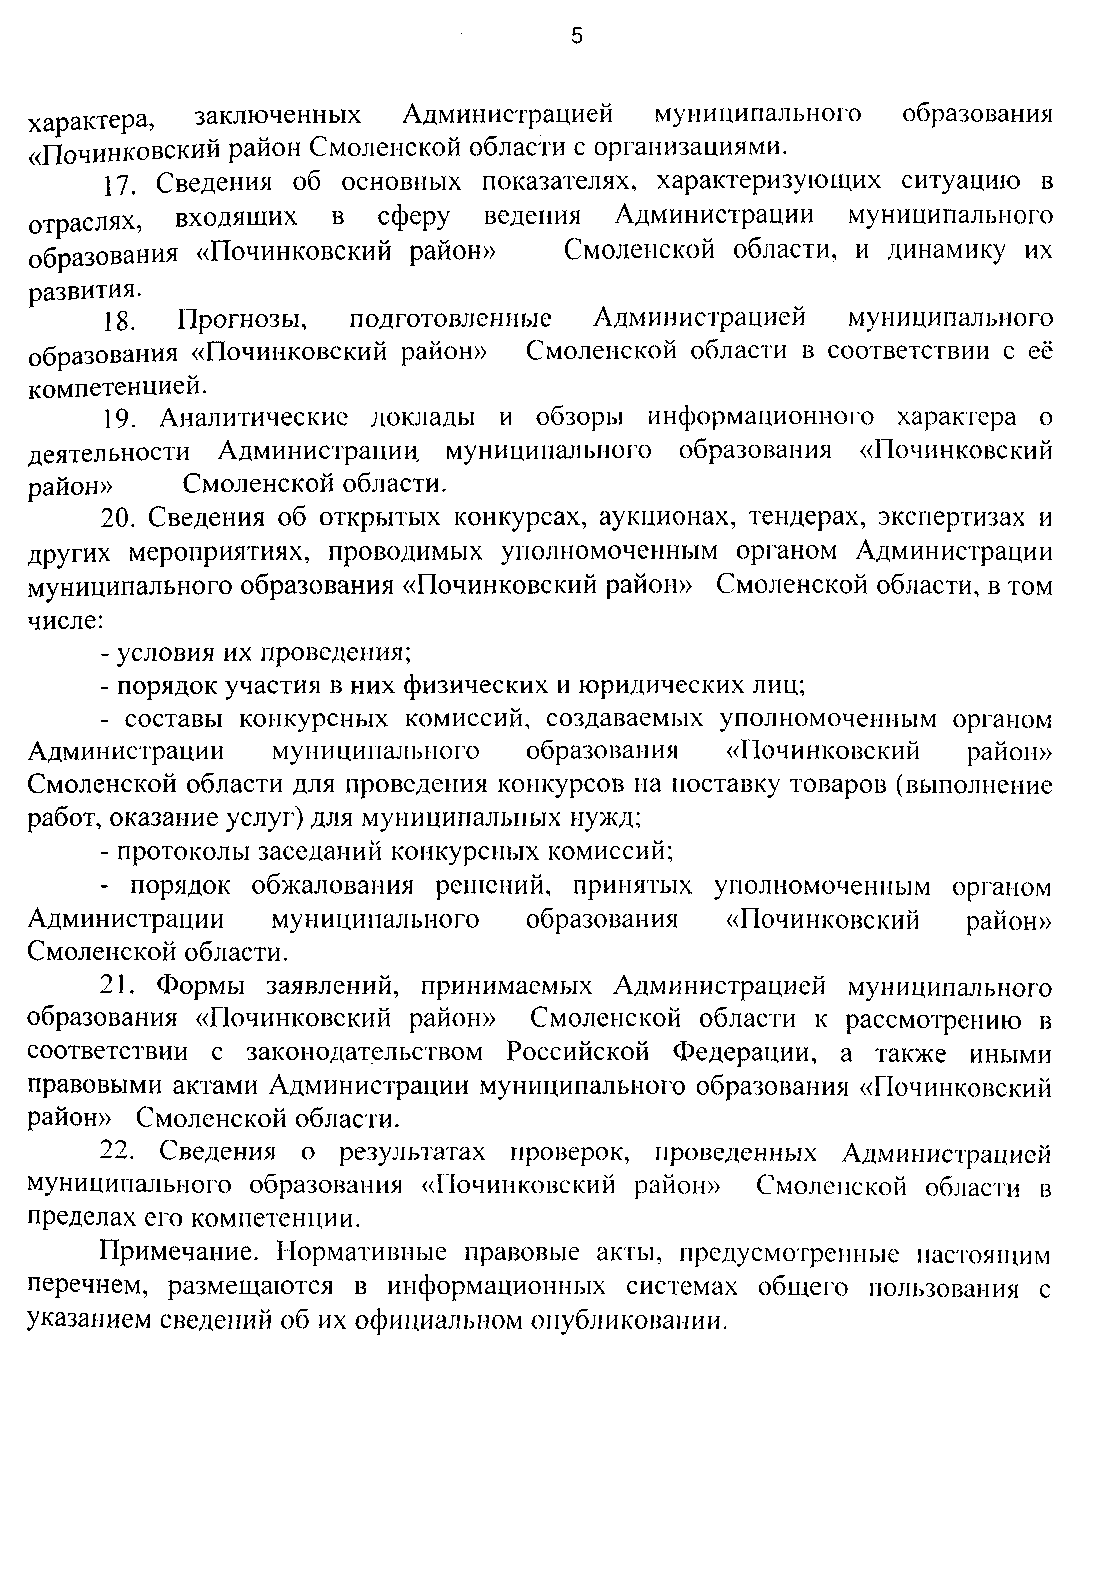 5
характера, заключенных Администрацией муниципального образования
«Починковский район Смоленской области с организациями.
17. Сведения об основных показателях, характеризующих ситуацию в
отраслях, входящих в сферу ведения Администрации муниципального
образования «Починковский район» Смоленской области, и динамику их
развития.
18. Прогнозы, подготовленные Администрацией муниципального
образования «Починковский район» Смоленской области в соответствии с её
компетенцией.
19. Аналитические доклады и обзоры информационного характера о
деятельности Администрации муниципального образования «Починковский
район» Смоленской области.
20. Сведения об открытых конкурсах, аукционах, тендерах, экспертизах и
других мероприятиях, проводимых уполномоченным органом Администрации
муниципального образования «Починковский район» Смоленской области, в том
числе:
- условия их проведения;
- порядок участия в них физических и юридических лиц;
- составы конкурсных комиссий, создаваемых уполномоченным органом
Администрации муниципального образования «Починковский район»
Смоленской области для проведения конкурсов на поставку товаров (выполнение
работ, оказание услуг) для муниципальных нужд;
- протоколы заседаний конкурсных комиссий;
- порядок обжалования решений, принятых уполномоченным органом
Администрации муниципального образования «Починковский район»
Смоленской области.
21. Формы заявлений, принимаемых Администрацией муниципального
образования «Починковский район» Смоленской области к рассмотрению в
соответствии с законодательством Российской Федерации, а также иными
правовыми актами Администрации муниципального образования «Починковский
район» Смоленской области.
22. Сведения о результатах проверок, проведенных Администрацией
муниципального образования «Починковский район» Смоленской области в
пределах его компетенции.
Примечание. Нормативные правовые акты, предусмотренные настоящим
перечнем, размещаются в информационных системах общего пользования с
указанием сведений об их официальном опубликовании.